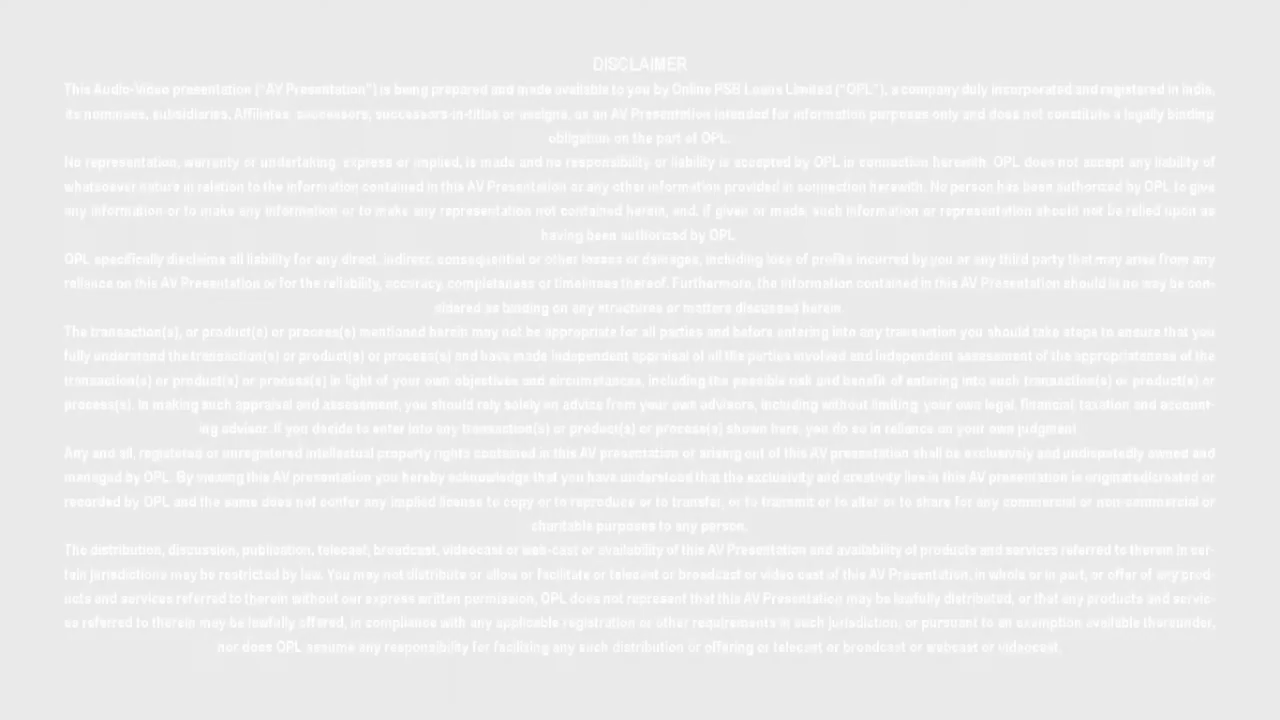 DISCLAIMER
This Audio-Video presentation ("AV Presentation") is being prepared and made available to you by Online PSB Loans Limited ("OPL"), a company duly incorporated and registered in India,
its nominees, subsidiaries, Affiliates, successors, successors-in-titles or assigns, as an AV Presentation intended for information purposes only and does not constitute a legally binding
obligation on the part of OPL.
No representation, warranty or undertaking, express or implied, is made and no responsibility or liability is accepted by OPL in connection herewith. OPL does not accept any liability of
whatsoever nature in relation to the information contained in this AV Presentation or any other information provided in connection herewith. No person has been authorized by OPL to give
any information or to make any information or to make any representation not contained herein, and, if given or made, such information or representation should not be relied upon as
having been authorized by OPL.
OPL specifically disclaims all liability for any direct, indirect, consequential or other losses or damages, including loss of profits incurred by you or any third party that may arise from any
reliance on this AV Presentation or for the reliability, accuracy, completeness or timeliness thereof. Furthermore, the information contained in this AV Presentation should in no way be con-
sidered as binding on any structures or matters discussed herein.
The transaction(s), or product(s) or process(s) mentioned herein may not be appropriate for all parties and before entering into any transaction you should take steps to ensure that you
fully understand the transaction(s) or product(s) or process(s) and have made independent appraisal of all the parties involved and independent assessment of the appropriateness of the
transaction(s) or product(s) or process(s) in light of your own objectives and circumstances, including the possible risk and benefit of entering into such transaction(s) or product(s) or
process(s). In making such appraisal and assessment, you should rely solely on advice from your own advisors, including without limiting, your own legal, financial, taxation and account-
ing advisor. If you decide to enter into any transaction(s) or product(s) or process(s) shown here, you do so in reliance on your own judgment.
Any and all, registered or unregistered intellectual property rights contained in this AV presentation or arising out of this AV presentation shall be exclusively and undisputedly owned and
managed by OPL. By viewing this AV presentation you hereby acknowledge that you have understood that the exclusivity and creativity lies in this AV presentation is originated/created or
recorded by OPL and the same does not confer any implied license to copy or to reproduce or to transfer, or to transmit or to alter or to share for any commercial or non-commercial or
charitable purposes to any person.
The distribution, discussion, publication, telecast, broadcast, videocast or web-cast or availability of this AV Presentation and availability of products and services referred to therein in cer-
tain jurisdictions may be restricted by law. You may not distribute or allow or facilitate or telecast or broadcast or video cast of this AV Presentation, in whole or in part, or offer of any prod-
ucts and services referred to therein without our express written permission, OPL does not represent that this AV Presentation may be lawfully distributed, or that any products and servic-
es referred to therein may be lawfully offered, in compliance with any applicable registration or other requirements in such jurisdiction, or pursuant to an exemption available thereunder,
nor does OPL assume any responsibility for facilising any such distribution or offering or telecast or broadcast or webcast or videocast.